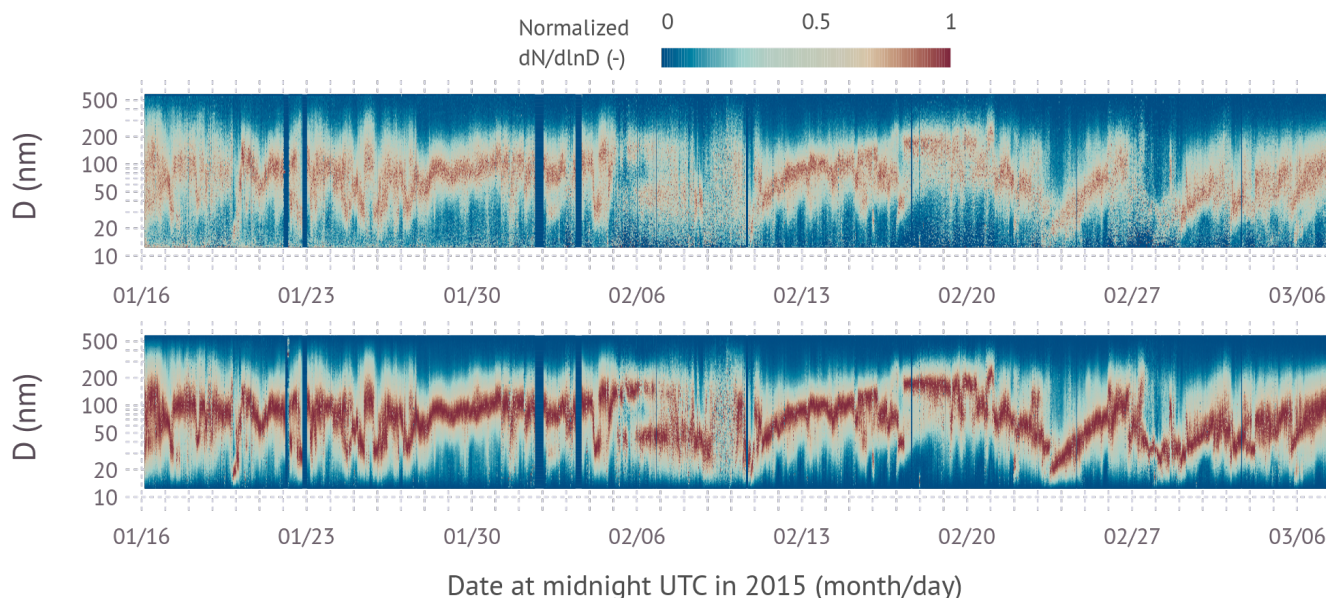 Normalized 0 0.5 1
dN/dlnD (-)
D (nm)
500
200
100
50
20
10
01/16 01/23 01/30 02/06 02/13 02/20 02/27 03/06
D (nm)
500
200
100
50
20
10
01/16 01/23 01/30 02/06 02/13 02/20 02/27 03/06
Date at midnight UTC in 2015 (month/day)